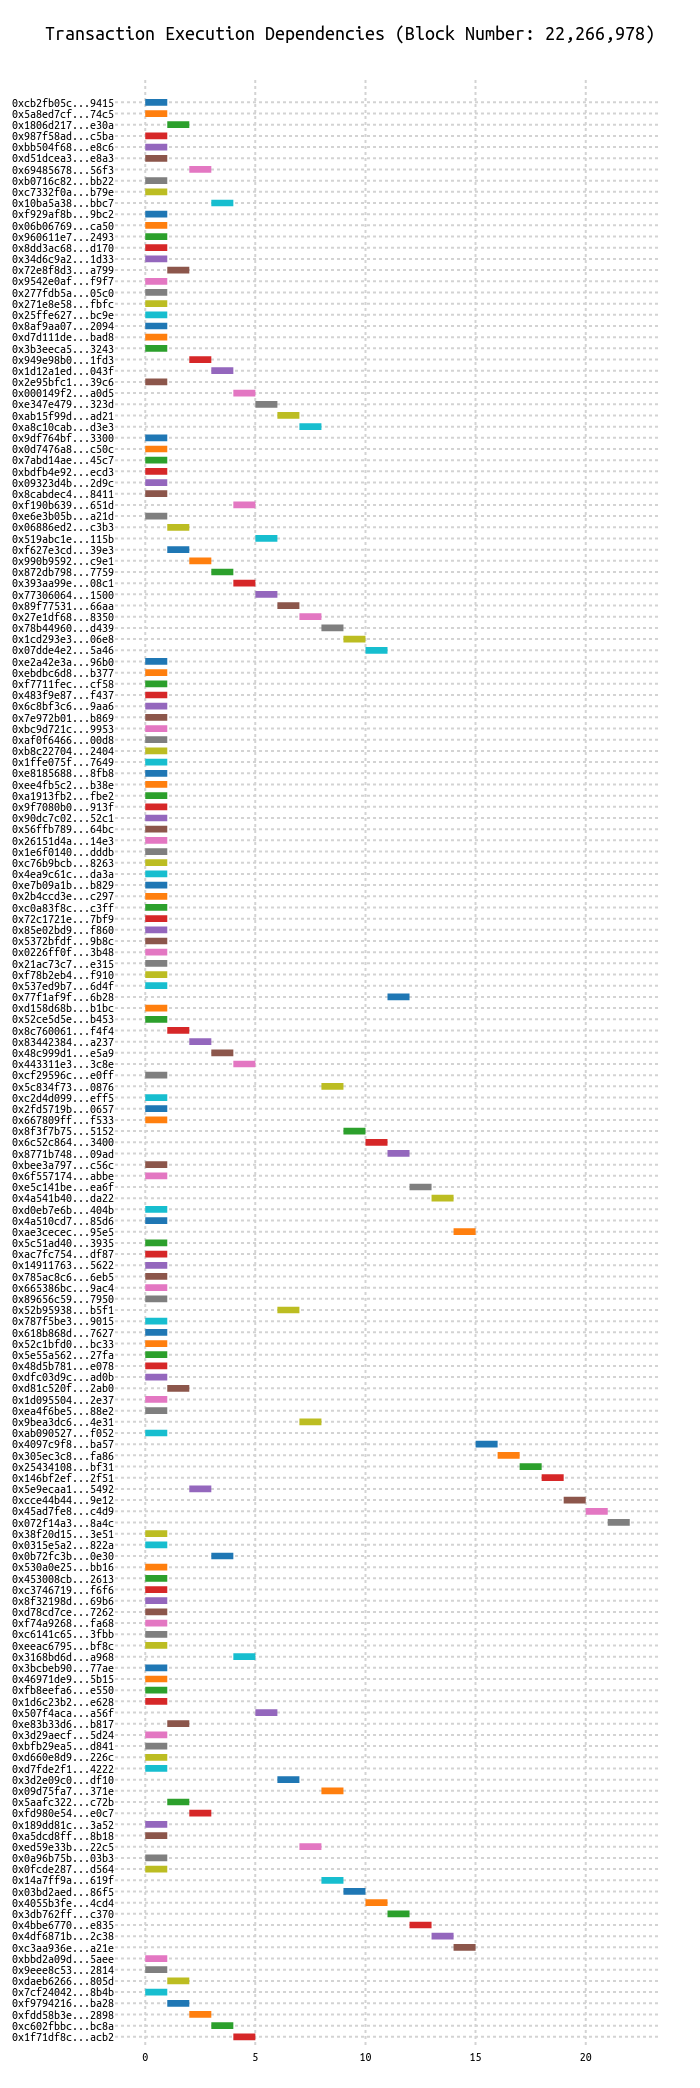 Transaction Execution Dependencies (Block Number: 22,266,978)
0xcb2fb05c...9415
0x5a8ed7cf...74c5
0x1806d217...e30a
0x987f58ad...c5ba
0xbb504f68...e8c6
0xd51dcea3...e8a3
0x69485678...56f3
0xb0716c82...bb22
0xc7332f0a...b79e
0x10ba5a38...bbc7
0xf929af8b...9bc2
0x06b06769...ca50
0x960611e7...2493
0x8dd3ac68...d170
0x34d6c9a2...1d33
0x72e8f8d3...a799
0x9542e0af...f9f7
0x277fdb5a...05c0
0x271e8e58...fbfc
0x25ffe627...bc9e
0x8af9aa07...2094
0xd7d111de...bad8
0x3b3eeca5...3243
0x949e98b0...1fd3
0x1d12a1ed...043f
0x2e95bfc1...39c6
0x000149f2...a0d5
0xe347e479...323d
0xab15f99d...ad21
0xa8c10cab...d3e3
0x9df764bf...3300
0x0d7476a8...c50c
0x7abd14ae...45c7
0xbdfb4e92...ecd3
0x09323d4b...2d9c
0x8cabdec4...8411
0xf190b639...651d
0xe6e3b05b...a21d
0x06886ed2...c3b3
0x519abc1e...115b
0xf627e3cd...39e3
0x990b9592...c9e1
0x872db798...7759
0x393aa99e...08c1
0x77306064...1500
0x89f77531...66aa
0x27e1df68...8350
0x78b44960...d439
0x1cd293e3...06e8
0x07dde4e2...5a46
0xe2a42e3a...96b0
0xebdbc6d8...b377
0xf7711fec...cf58
0x483f9e87...f437
0x6c8bf3c6...9aa6
0x7e972b01...b869
0xbc9d721c...9953
0xaf0f6466...00d8
0xb8c22704...2404
0x1ffe075f...7649
0xe8185688...8fb8
0xee4fb5c2...b38e
0xa1913fb2...fbe2
0x9f7080b0...913f
0x90dc7c02...52c1
0x56ffb789...64bc
0x26151d4a...14e3
0x1e6f0140...dddb
0xc76b9bcb...8263
0x4ea9c61c...da3a
0xe7b09a1b...b829
0x2b4ccd3e...c297
0xc0a83f8c...c3ff
0x72c1721e...7bf9
0x85e02bd9...f860
0x5372bfdf...9b8c
0x0226ff0f...3b48
0x21ac73c7...e315
0xf78b2eb4...f910
0x537ed9b7...6d4f
0x77f1af9f...6b28
0xd158d68b...b1bc
0x52ce5d5e...b453
0x8c760061...f4f4
0x83442384...a237
0x48c999d1...e5a9
0x443311e3...3c8e
0xcf29596c...e0ff
0x5c834f73...0876
0xc2d4d099...eff5
0x2fd5719b...0657
0x667809ff...f533
0x8f3f7b75...5152
0x6c52c864...3400
0x8771b748...09ad
0xbee3a797...c56c
0x6f557174...abbe
0xe5c141be...ea6f
0x4a541b40...da22
0xd0eb7e6b...404b
0x4a510cd7...85d6
0xae3cecec...95e5
0x5c51ad40...3935
0xac7fc754...df87
0x14911763...5622
0x785ac8c6...6eb5
0x665386bc...9ac4
0x89656c59...7950
0x52b95938...b5f1
0x787f5be3...9015
0x618b868d...7627
0x52c1bfd0...bc33
0x5e55a562...27fa
0x48d5b781...e078
0xdfc03d9c...ad0b
0xd81c520f...2ab0
0x1d095504...2e37
0xea4f6be5...88e2
0x9bea3dc6...4e31
0xab090527...f052
0x4097c9f8...ba57
0x305ec3c8...fa86
0x25434108...bf31
0x146bf2ef...2f51
0x5e9ecaa1...5492
0xcce44b44...9e12
0x45ad7fe8...c4d9
0x072f14a3...8a4c
0x38f20d15...3e51
0x0315e5a2...822a
0x0b72fc3b...0e30
0x530a0e25...bb16
0x453008cb...2613
0xc3746719...f6f6
0x8f32198d...69b6
0xd78cd7ce...7262
0xf74a9268...fa68
0xc6141c65...3fbb
0xeeac6795...bf8c
0x3168bd6d...a968
0x3bcbeb90...77ae
0x46971de9...5b15
0xfb8eefa6...e550
0x1d6c23b2...e628
0x507f4aca...a56f
0xe83b33d6...b817
0x3d29aecf...5d24
0xbfb29ea5...d841
0xd660e8d9...226c
0xd7fde2f1...4222
0x3d2e09c0...df10
0x09d75fa7...371e
0x5aafc322...c72b
0xfd980e54...e0c7
0x189dd81c...3a52
0xa5dcd8ff...8b18
0xed59e33b...22c5
0x0a96b75b...03b3
0x0fcde287...d564
0x14a7ff9a...619f
0x03bd2aed...86f5
0x4055b3fe...4cd4
0x3db762ff...c370
0x4bbe6770...e835
0x4df6871b...2c38
0xc3aa936e...a21e
0xbbd2a09d...5aee
0x9eee8c53...2814
0xdaeb6266...805d
0x7cf24042...8b4b
0xf9794216...ba28
0xfdd58b3e...2898
0xc602fbbc...bc8a
0x1f71df8c...acb2
0 5 10 15 20